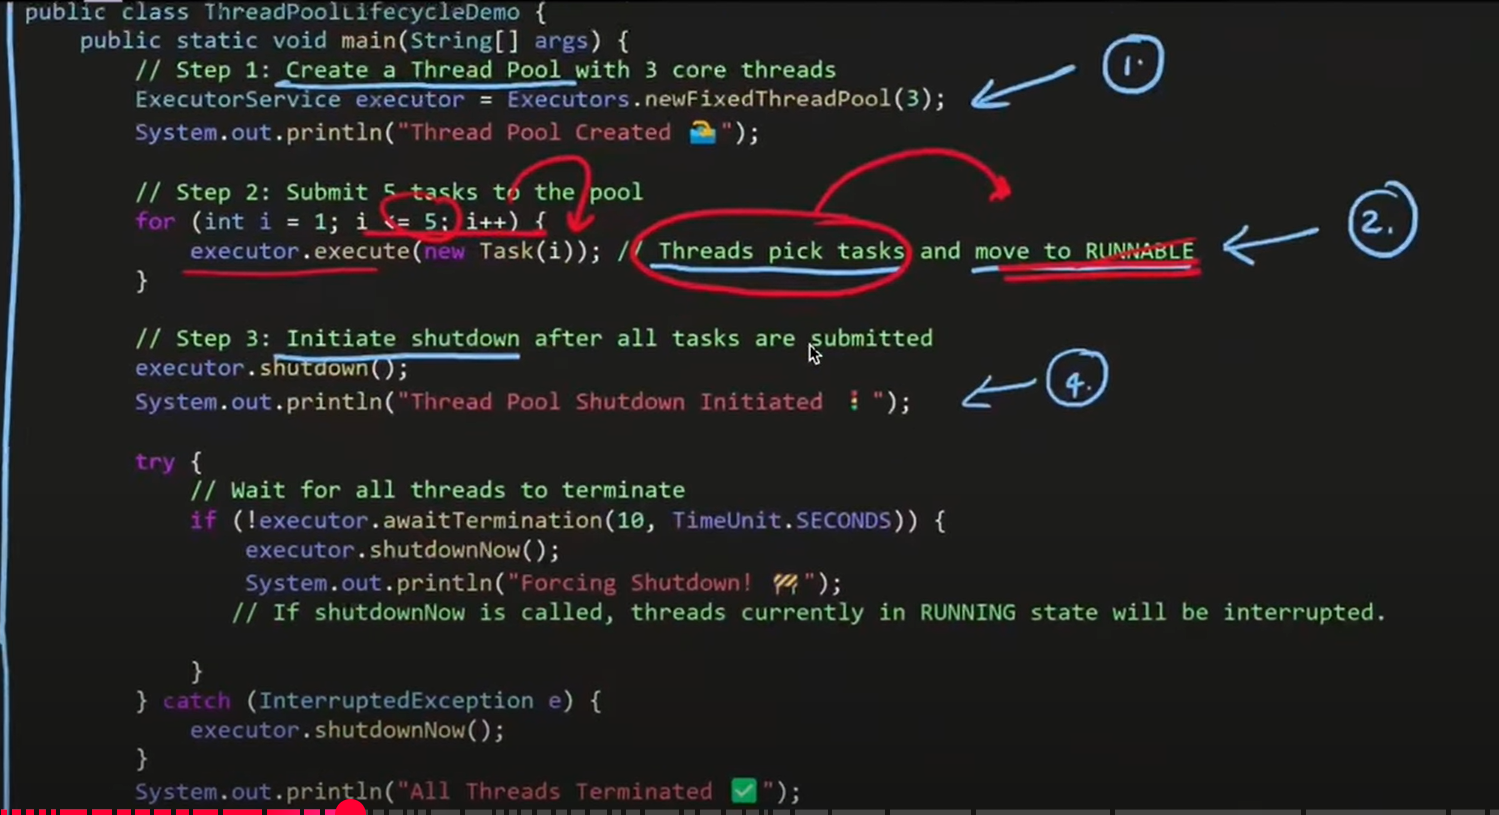 public class ThreadPoolLifecycleDemo {
public static void main(String[] args) {
// Step 1: Create a Thread Pool with 3 core threads
ExecutorService executor = Executors.newFixedThreadPool(3);
System.out.println("Thread Pool Created 🏊");
1.
// Step 2: Submit 5 tasks to the pool
for (int i = 1; i <= 5; i++) {
executor.execute(new Task(i)); // Threads pick tasks and move to RUNNABLE
2.
}
// Step 3: Initiate shutdown after all tasks are submitted
executor.shutdown();
System.out.println("Thread Pool Shutdown Initiated 🚦");
4.
try {
// Wait for all threads to terminate
if (!executor.awaitTermination(10, TimeUnit.SECONDS)) {
executor.shutdownNow();
System.out.println("Forcing Shutdown! 🚧");
// If shutdownNow is called, threads currently in RUNNING state will be interrupted.
}
} catch (InterruptedException e) {
executor.shutdownNow();
}
System.out.println("All Threads Terminated ✅");